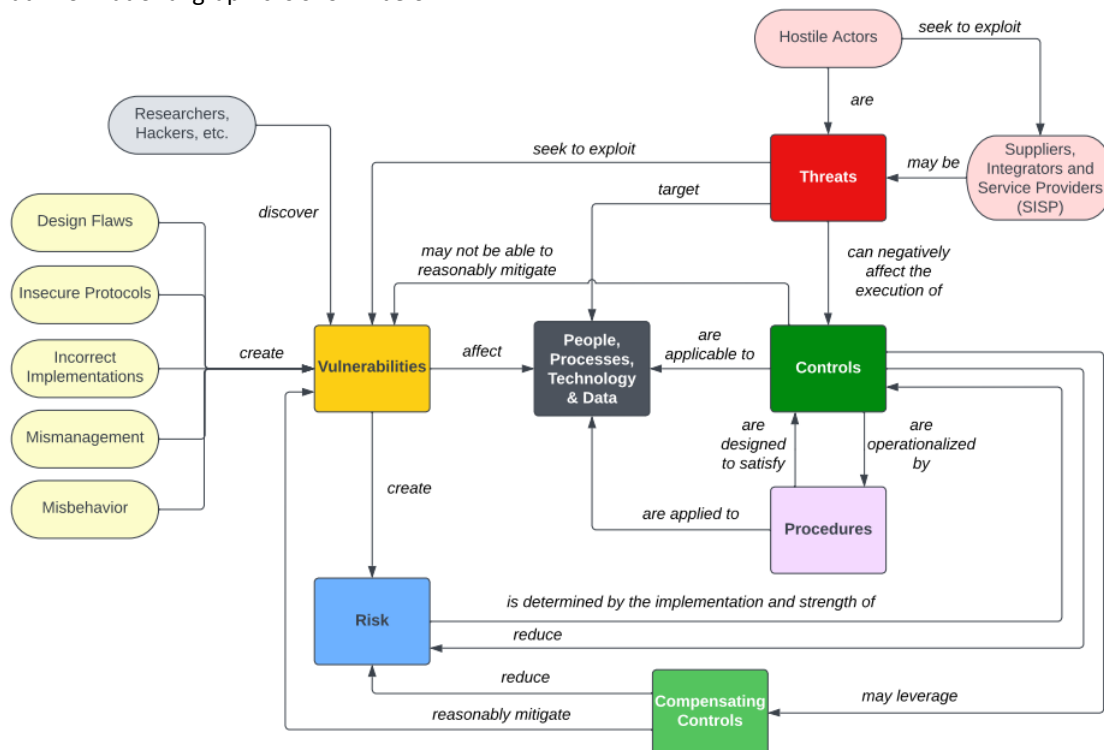 Hostile Actors
seek to exploit
are
Researchers,
Hackers, etc.
seek to exploit
Threats
may be
Suppliers,
Integrators and
Service Providers
(SISP)
target
discover
Design Flaws
may not be able to
reasonably mitigate
can negatively
affect the
execution of
Insecure Protocols
create
Incorrect
Implementations
Vulnerabilities
affect
People,
Processes,
Technology
& Data
are
applicable to
Controls
Mismanagement
are
designed
to satisfy
are
operationalized
by
Misbehavior
create
are applied to
Procedures
Risk
is determined by the implementation and strength of
reduce
reduce
reasonably mitigate
Compensating
Controls
may leverage